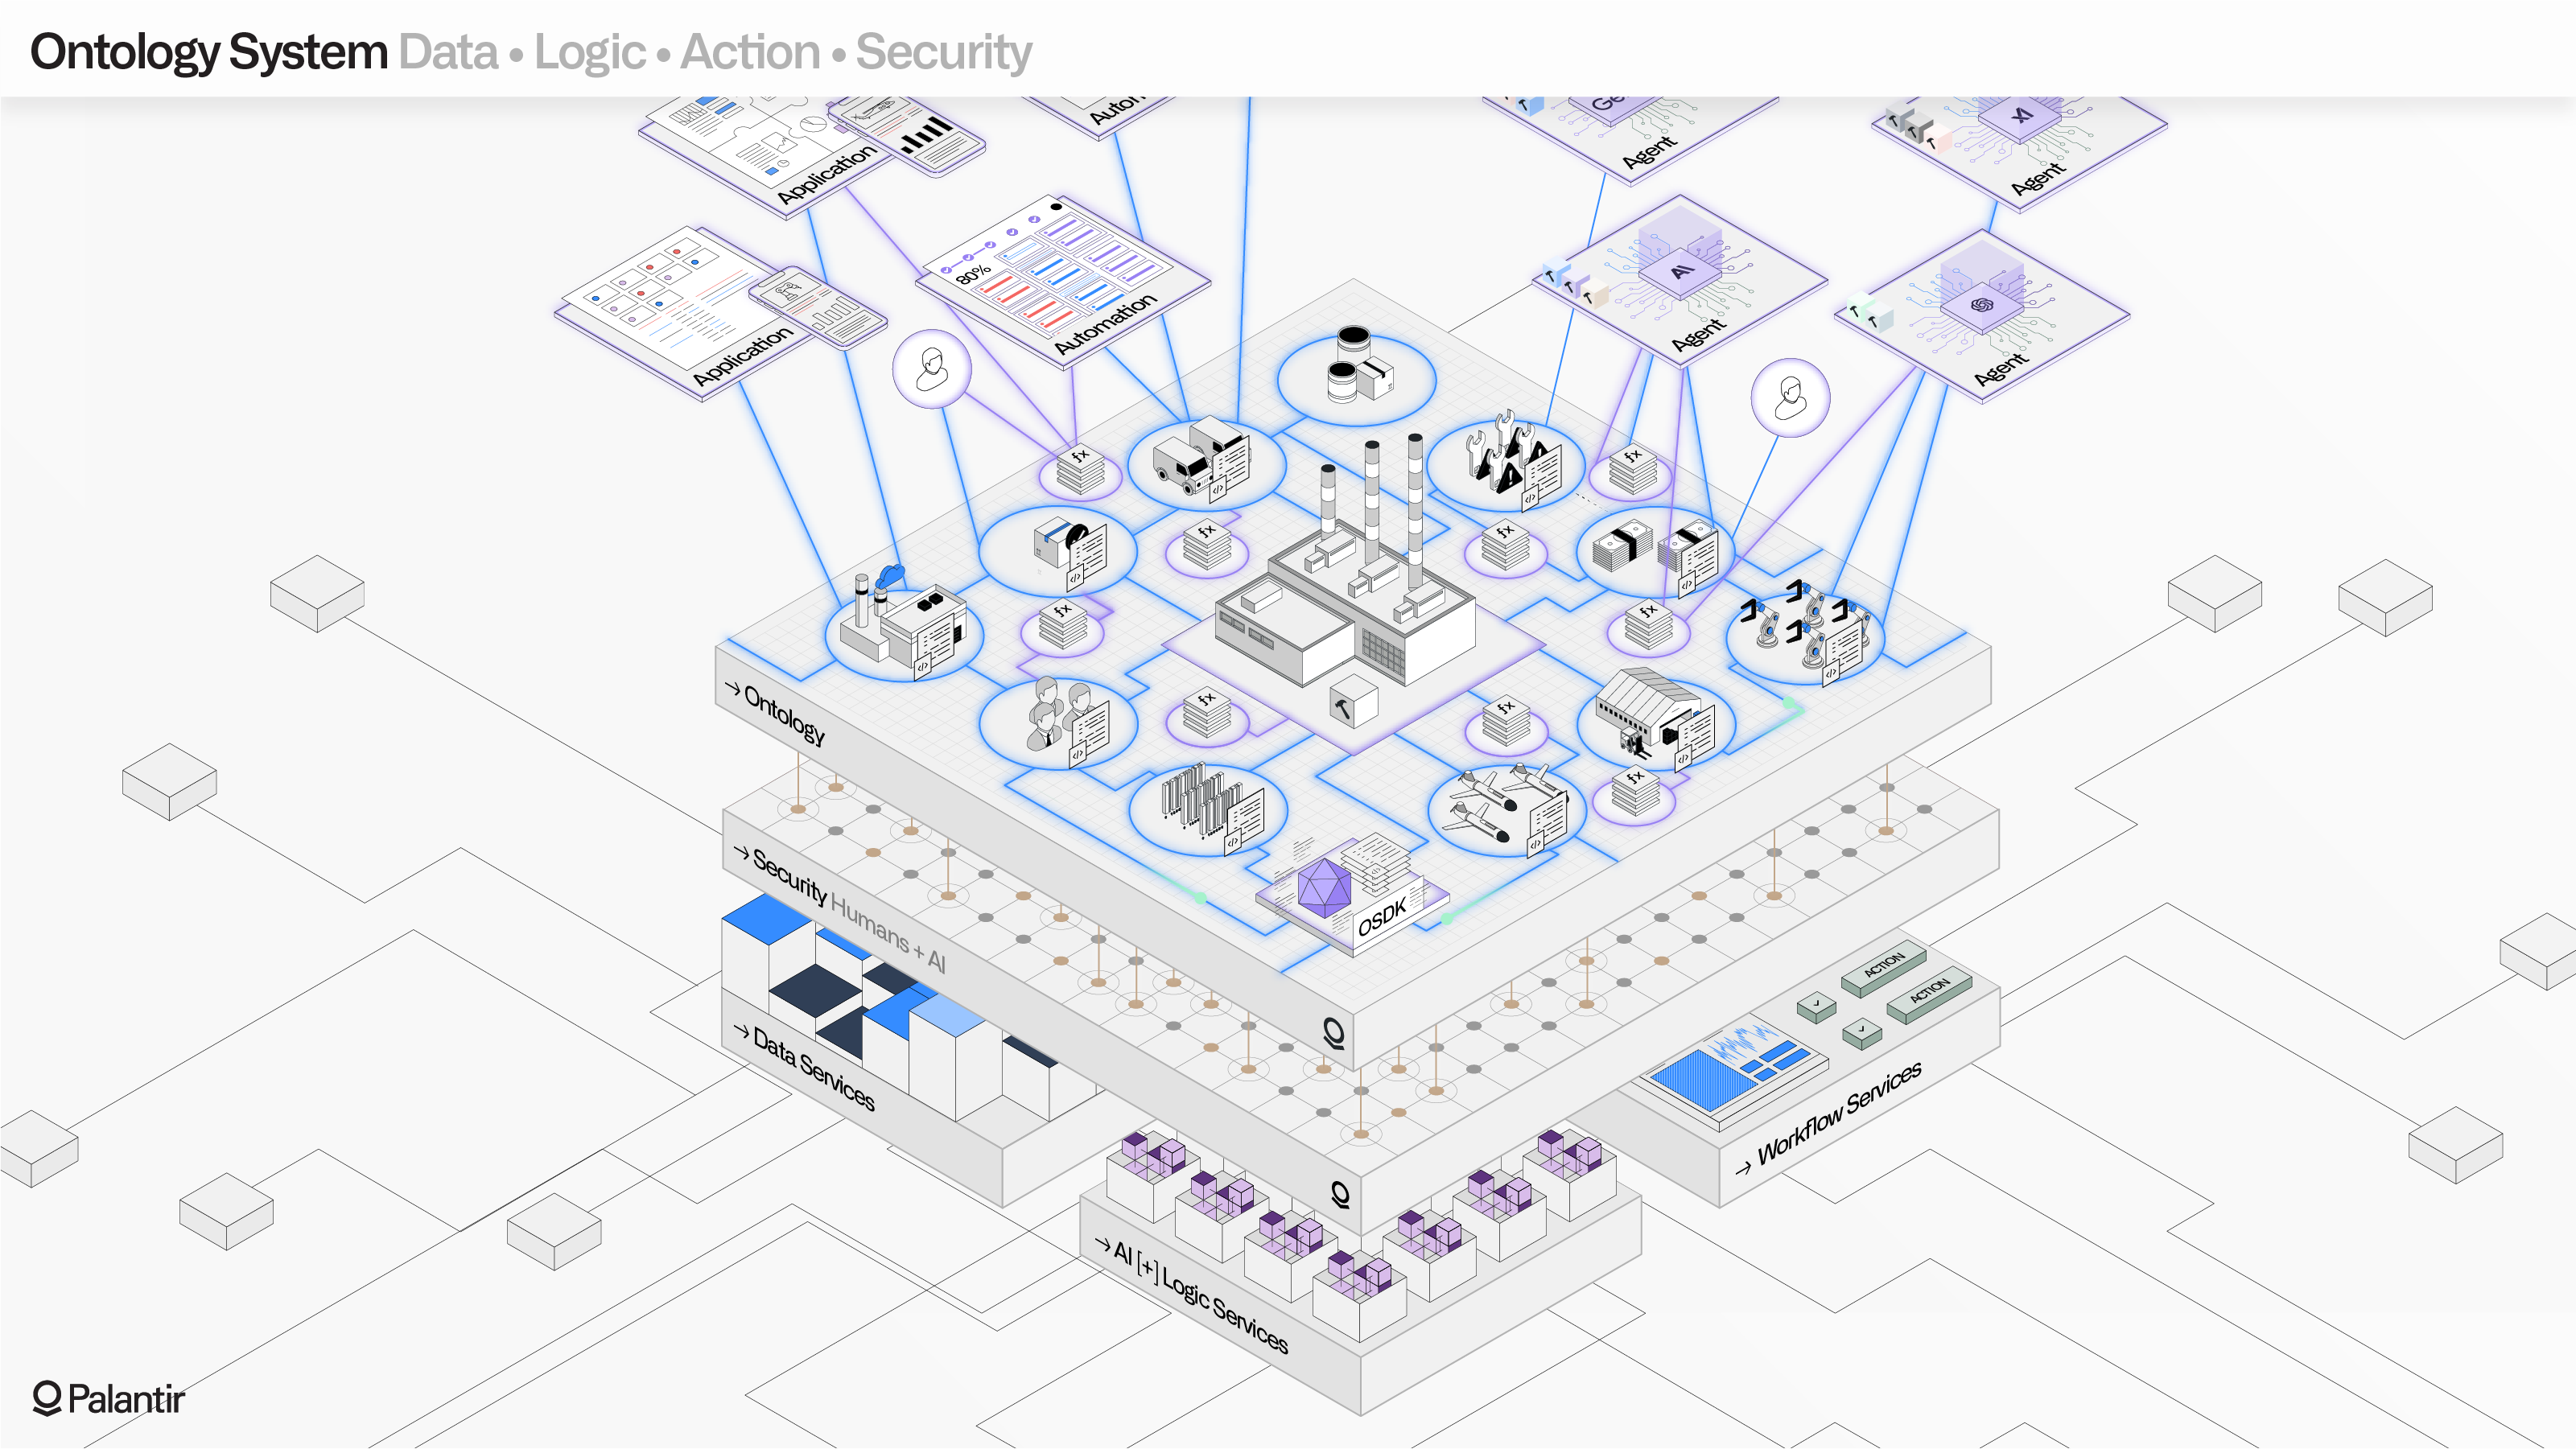 Ontology System Data • Logic • Action • Security
Application
Agent
Agent
Application
80%
Automation
AI
Agent
Agent
fx
fx
fx
fx
fx
fx
fx
fx
fx
→ Ontology
OSDK
→ Security Humans + AI
→ Data Services
ACTION
ACTION
→ Workflow Services
→ AI [+] Logic Services
Palantir